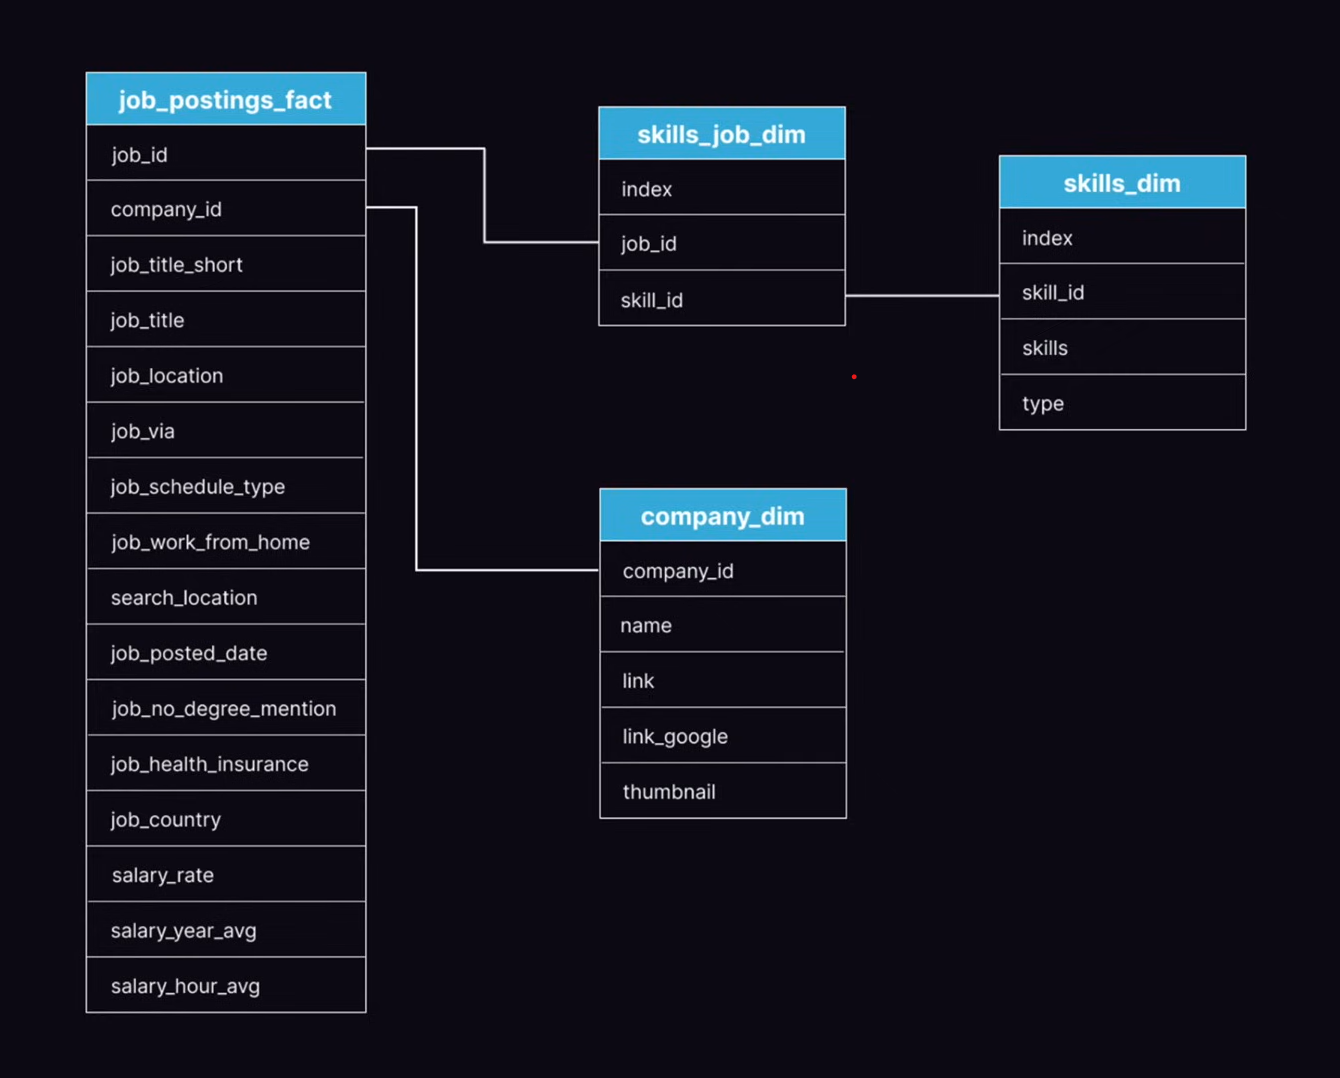 job_postings_fact
job_id
company_id
job_title_short
job_title
job_location
job_via
job_schedule_type
job_work_from_home
search_location
job_posted_date
job_no_degree_mention
job_health_insurance
job_country
salary_rate
salary_year_avg
salary_hour_avg
skills_job_dim
index
job_id
skill_id
skills_dim
index
skill_id
skills
type
company_dim
company_id
name
link
link_google
thumbnail